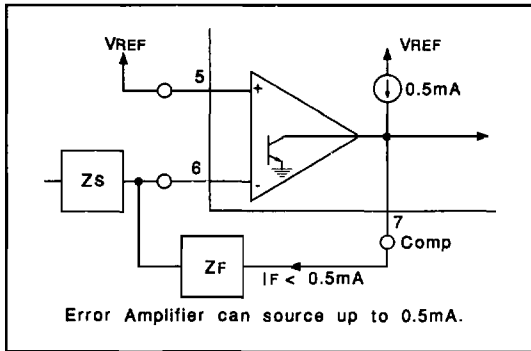 VREF
VREF
5
+
0.5mA
6
-
ZS
7
Comp
ZF
IF < 0.5mA
Error Amplifier can source up to 0.5mA.